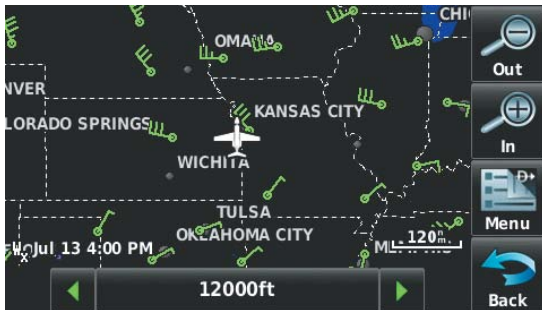 CHI
OMAHA
Out
NVER
KANSAS CITY
LORADO SPRINGS
In
WICHITA
D→
Menu
TULSA
OKLAHOMA CITY
Jul 13 4:00 PM
120nm
12000ft
Back